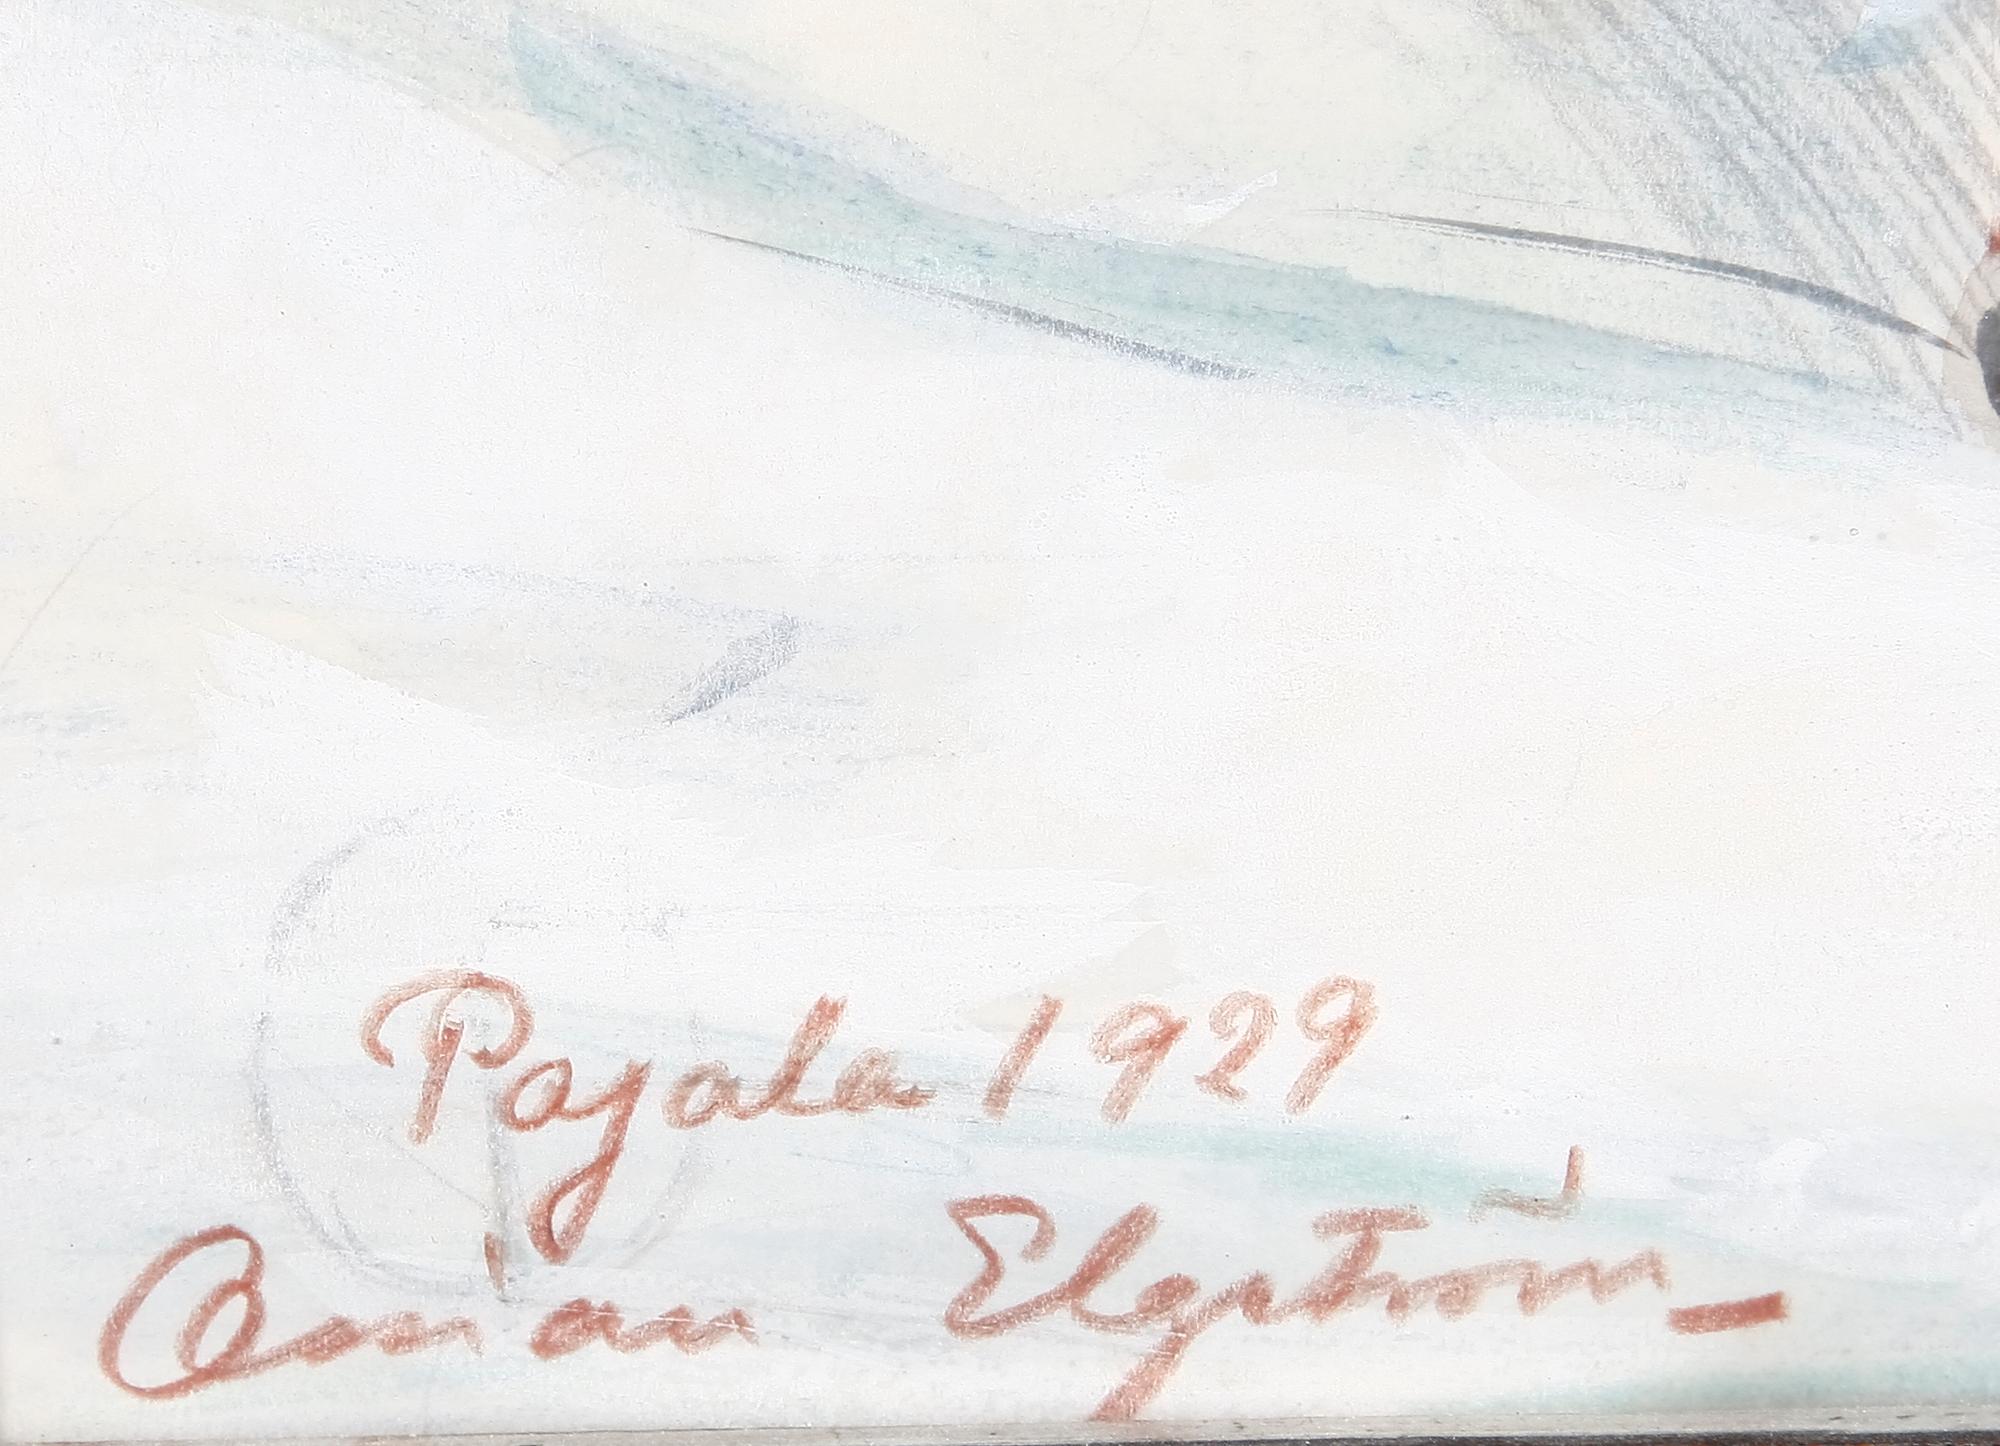 Pajala 1929
Ossian Elgström